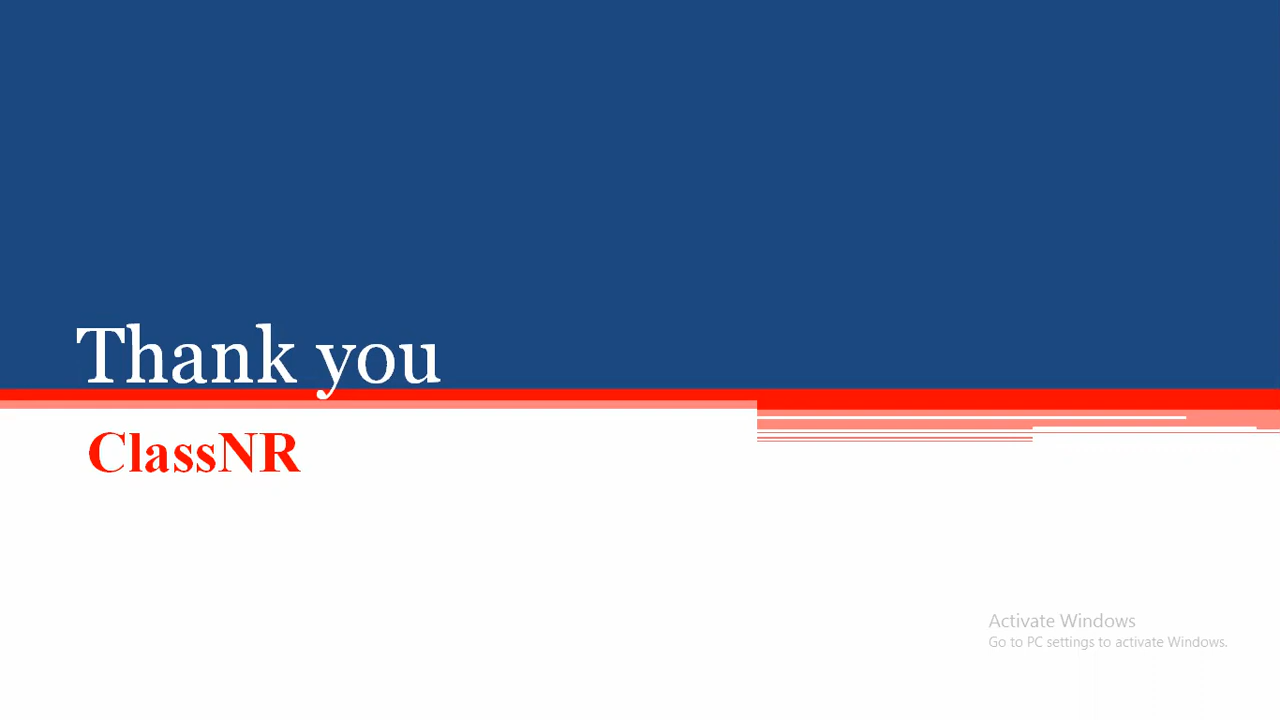 Thank you
ClassNR
Activate Windows
Go to PC settings to activate Windows.